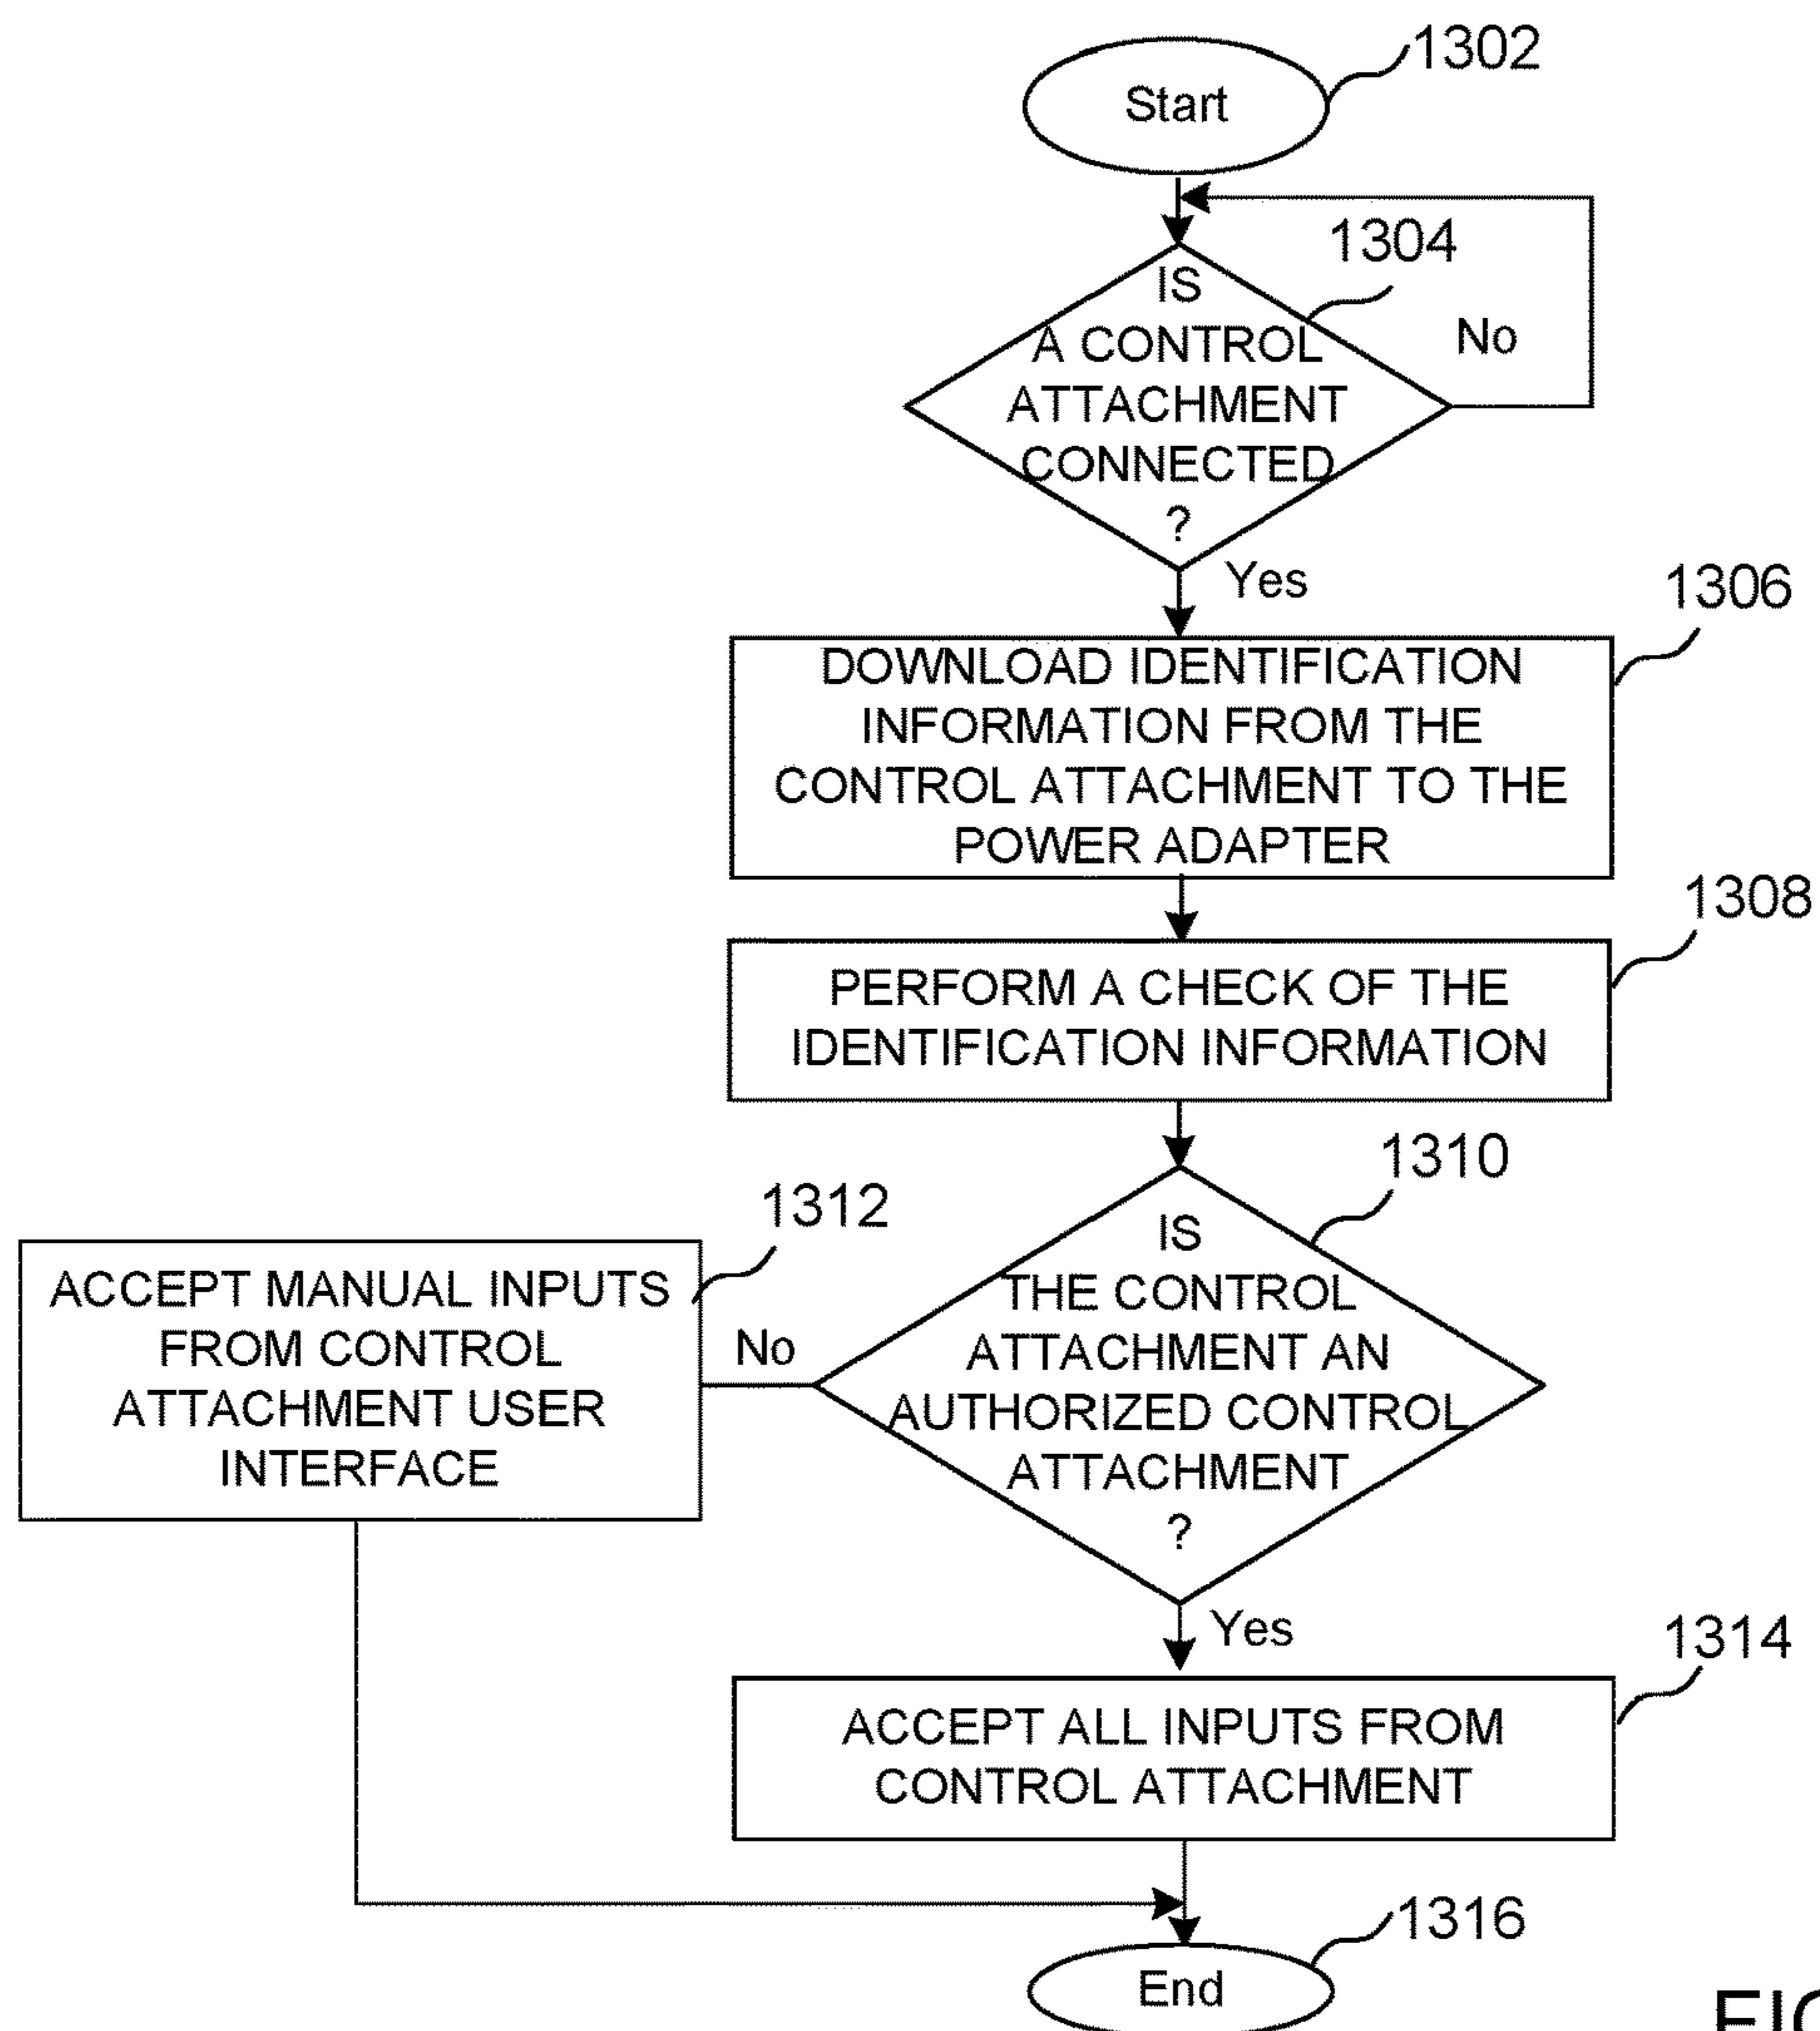 1302
Start
1304
IS
A CONTROL
ATTACHMENT
CONNECTED
?
No
Yes
1306
DOWNLOAD IDENTIFICATION
INFORMATION FROM THE
CONTROL ATTACHMENT TO THE
POWER ADAPTER
1308
PERFORM A CHECK OF THE
IDENTIFICATION INFORMATION
1310
IS
THE CONTROL
ATTACHMENT AN
AUTHORIZED CONTROL
ATTACHMENT
?
No
1312
ACCEPT MANUAL INPUTS
FROM CONTROL
ATTACHMENT USER
INTERFACE
Yes
1314
ACCEPT ALL INPUTS FROM
CONTROL ATTACHMENT
1316
End